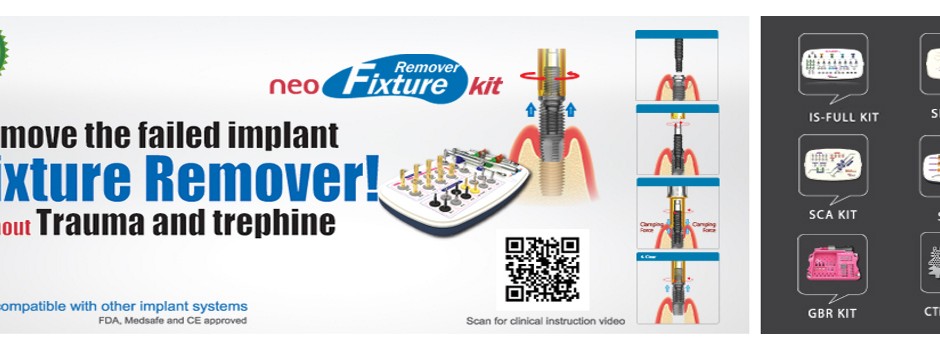 neo Fixture Remover kit
move the failed implant
ixture Remover!
out Trauma and trephine
compatible with other implant systems
FDA, Medsafe and CE approved
Scan for clinical instruction video
Clamping Force
Clamping Force
IS-FULL KIT
S
SCA KIT
S
GBR KIT
CT